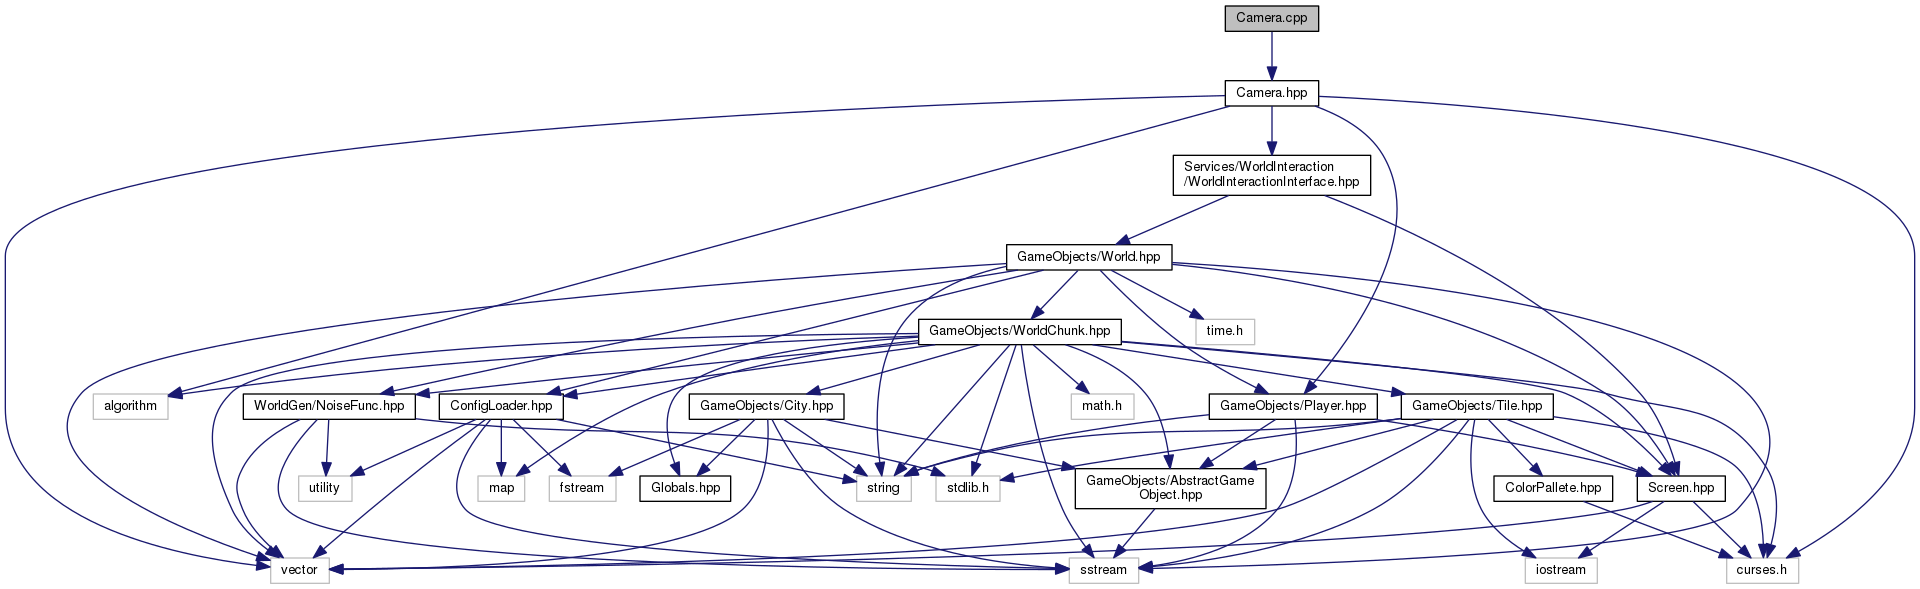 Camera.cpp
Camera.hpp
Services/WorldInteraction
/WorldInteractionInterface.hpp
GameObjects/World.hpp
GameObjects/WorldChunk.hpp
time.h
algorithm
WorldGen/NoiseFunc.hpp
ConfigLoader.hpp
GameObjects/City.hpp
math.h
GameObjects/Player.hpp
GameObjects/Tile.hpp
utility
map
fstream
Globals.hpp
string
stdlib.h
GameObjects/AbstractGame
Object.hpp
ColorPallete.hpp
Screen.hpp
vector
sstream
iostream
curses.h